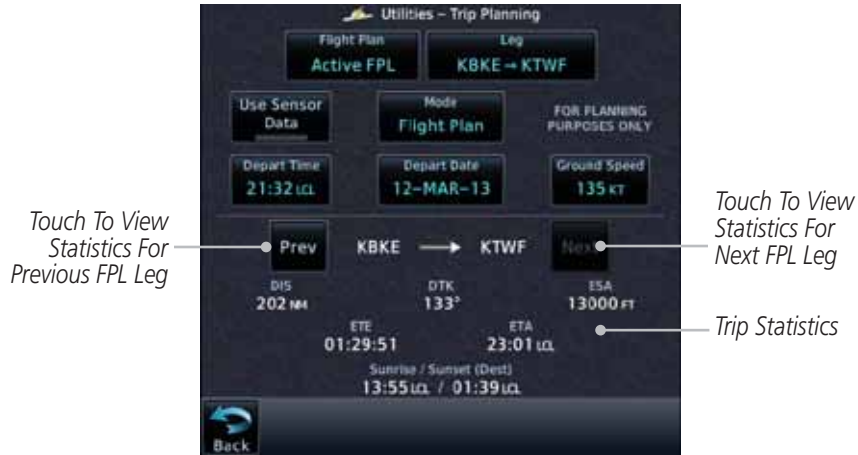 Utilities – Trip Planning
Flight Plan
Active FPL
Leg
KBKE → KTWF
Use Sensor
Data
Mode
Flight Plan
FOR PLANNING
PURPOSES ONLY
Depart Time
21:32 LCL
Depart Date
12-MAR-13
Ground Speed
135 KT
Touch To View
Statistics For
Previous FPL Leg
Prev
KBKE → KTWF
Next
Touch To View
Statistics For
Next FPL Leg
DIS
202 NM
DTK
133°
ESA
13000 FT
ETE
01:29:51
ETA
23:01 LCL
Trip Statistics
Sunrise / Sunset (Dest)
13:55 LCL / 01:39 LCL
Back